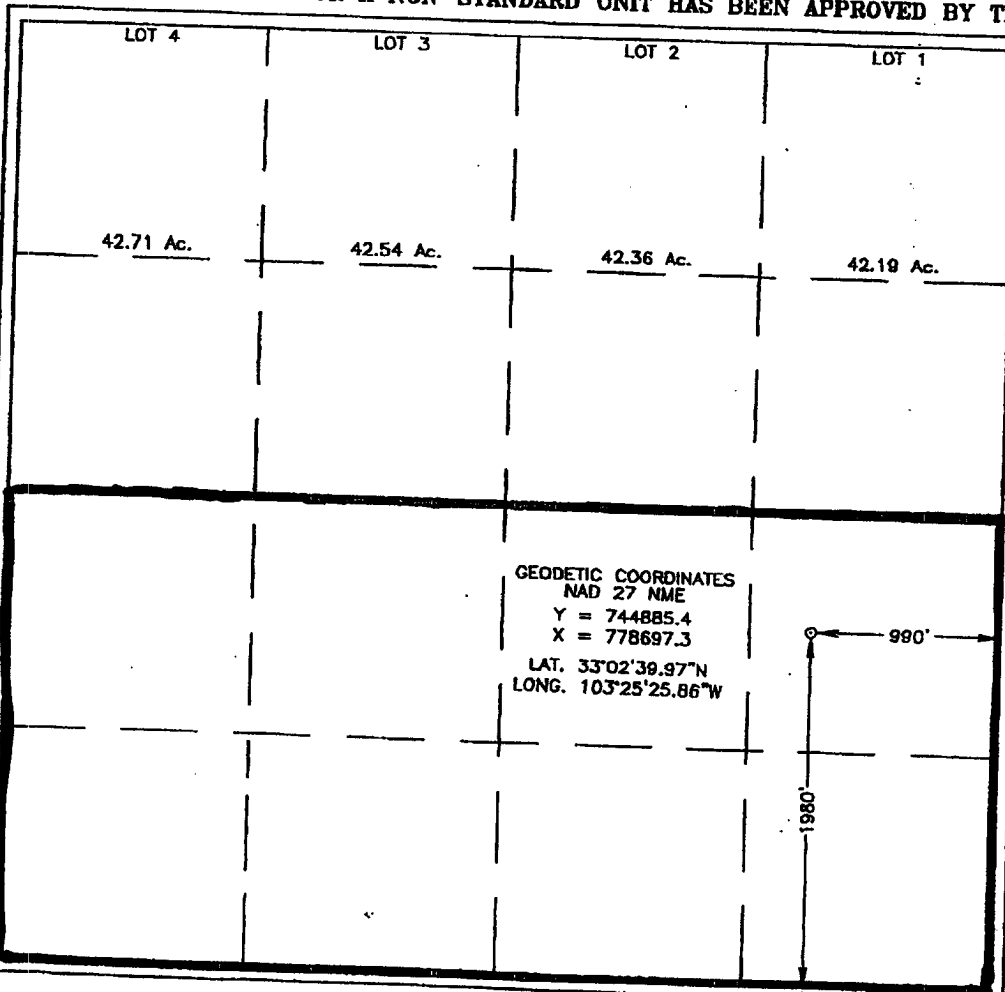 A NON-STANDARD UNIT HAS BEEN APPROVED BY
LOT 4 LOT 3 LOT 2 LOT 1
42.71 Ac. 42.54 Ac. 42.36 Ac. 42.19 Ac.
GEODETIC COORDINATES
NAD 27 NME
Y = 744885.4
X = 778697.3
990'
LAT. 33°02'39.97"N
LONG. 103°25'25.86"W
1980'